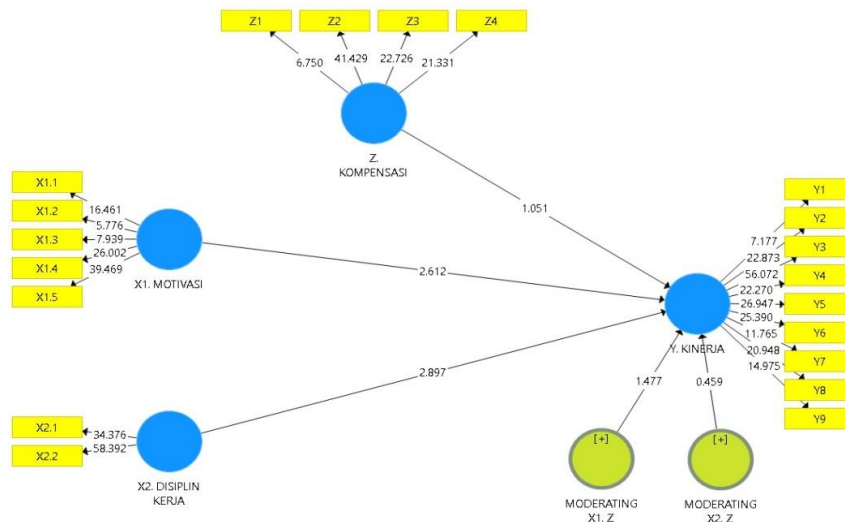 Z1
Z2
Z3
Z4
6.750
41.429
22.726
21.331
Z.
KOMPENSASI
X1.1
X1.2
X1.3
X1.4
X1.5
16.461
5.776
7.939
26.002
39.469
X1. MOTIVASI
1.051
2.612
2.897
X2.1
X2.2
34.376
58.392
X2. DISIPLIN
KERJA
Y1
Y2
Y3
Y4
Y5
Y6
Y7
Y8
Y9
7.177
22.873
56.072
22.270
26.947
25.390
11.765
20.948
14.975
Y. KINERJA
1.477
0.459
[+]
[+]
MODERATING
X1. Z
MODERATING
X2. Z